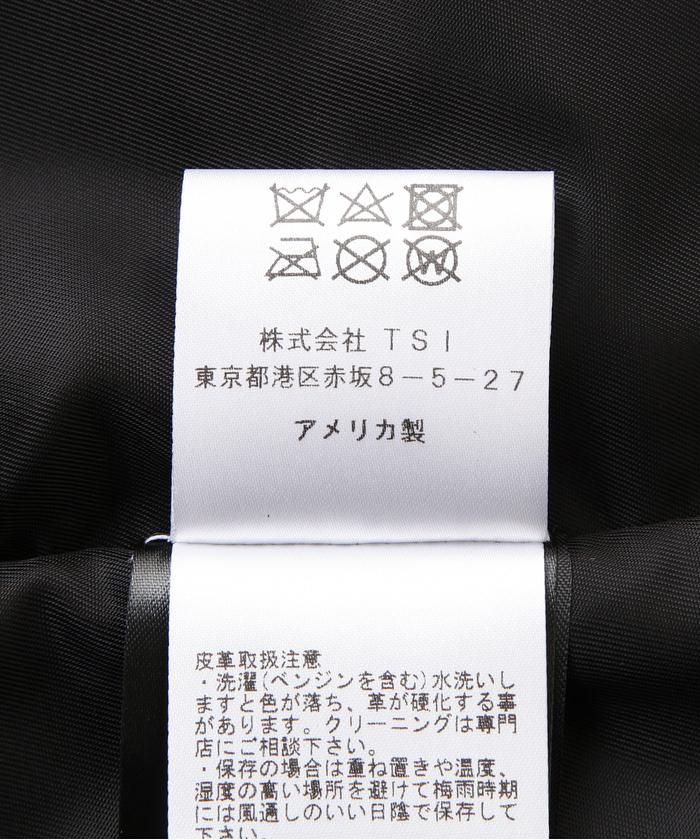 株式会社 TSI
東京都港区赤坂8-5-27
アメリカ製
皮革取扱注意
・洗濯(ベンジンを含む)水洗いし
ますと色が落ち、革が硬化する事
があります。クリーニングは専門
店にご相談下さい。
・保存の場合は重ね置きや温度、
湿度の高い場所を避けて梅雨時期
には風通しのいい日陰で保存して
下さい。